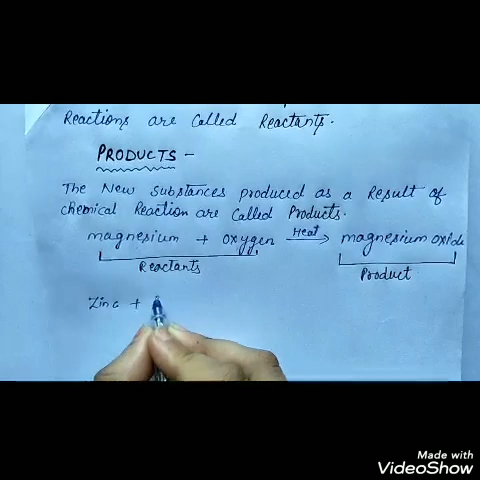 Reactions are Called Reactants.
PRODUCTS -
The New Substances produced as a Result of
chemical Reaction are Called Products.
magnesium + oxygen Heat → magnesium oxide
Reactants Product
Zinc +
Made with
VideoShow